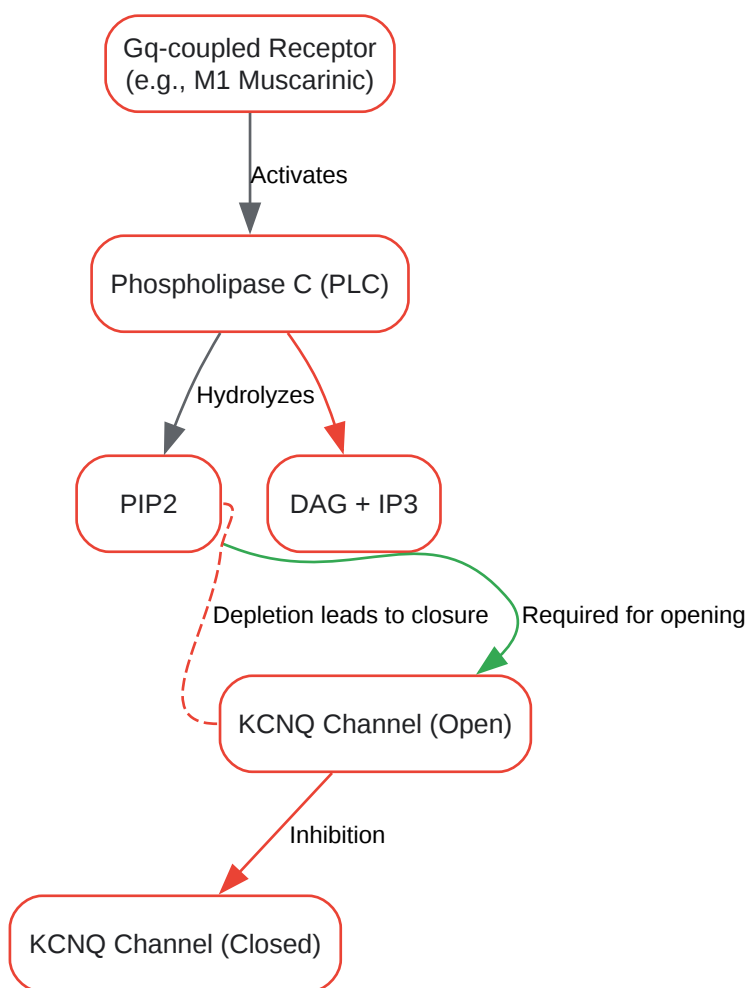 Gq-coupled Receptor
(e.g., M1 Muscarinic)
Activates
Phospholipase C (PLC)
Hydrolyzes
PIP2
DAG + IP3
Depletion leads to closure
Required for opening
KCNQ Channel (Open)
Inhibition
KCNQ Channel (Closed)